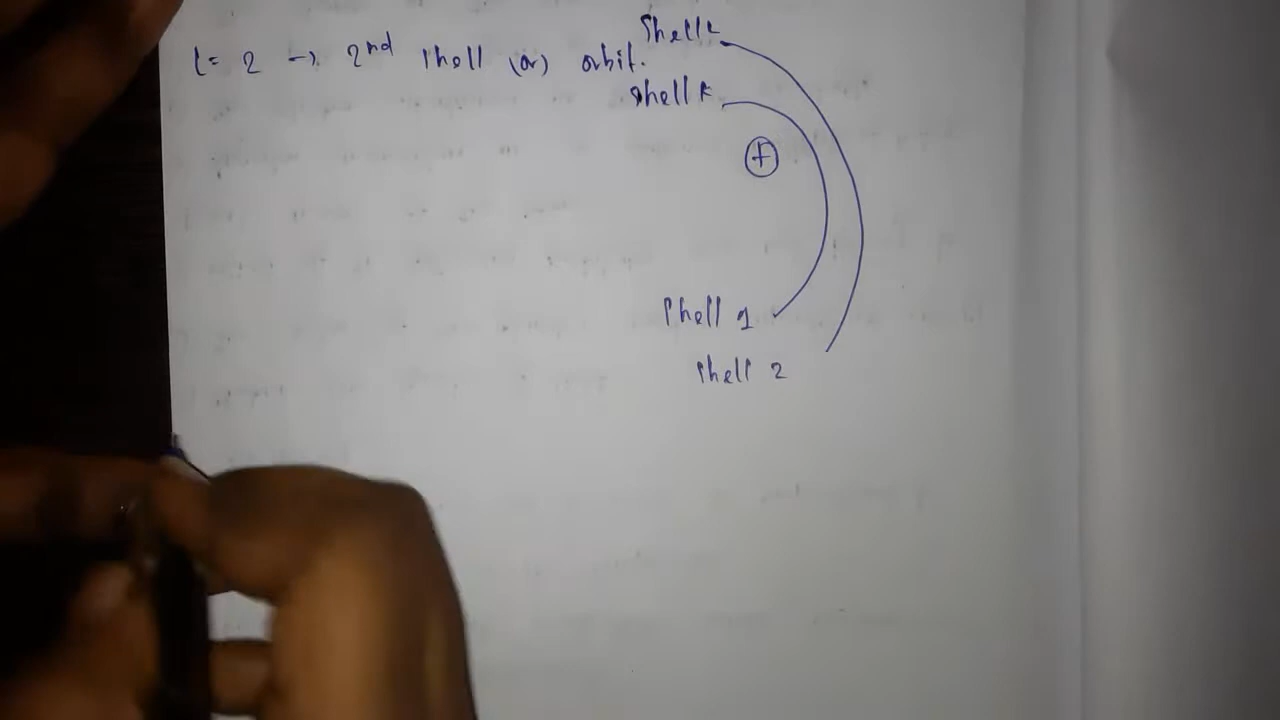 l = 2 → 2nd shell (or) orbit.
Shell L
Shell K
+
Shell 1
Shell 2